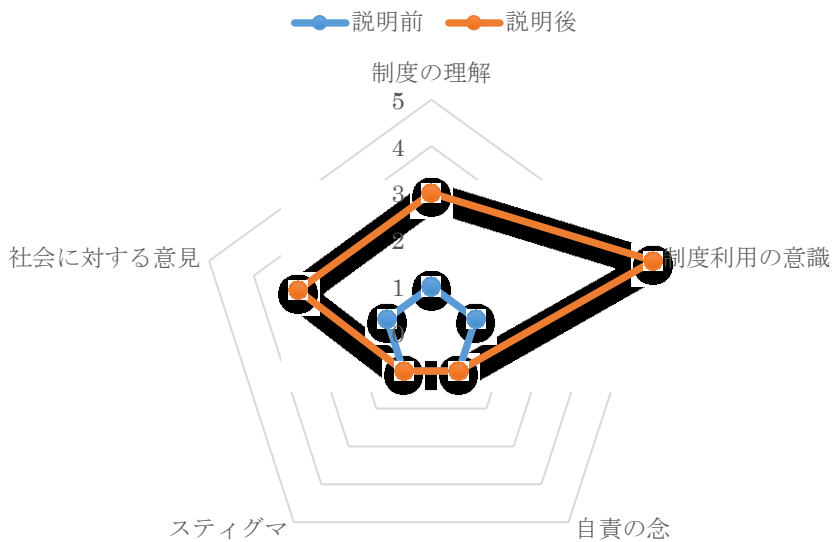 説明前 説明後
制度の理解
5
4
3
2
1
0
制度利用の意識
自責の念
スティグマ
社会に対する意見